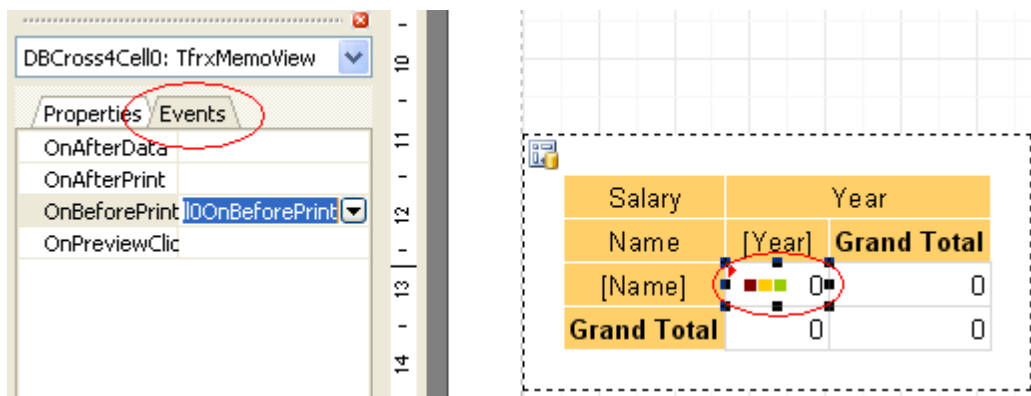 DBCross4Cell0: TfrxMemoView
Properties Events
OnAfterData
OnAfterPrint
OnBeforePrint ll0OnBeforePrint
OnPreviewClic
10
11
12
13
14
Salary Year
Name [Year] Grand Total
[Name] 0 0
Grand Total 0 0